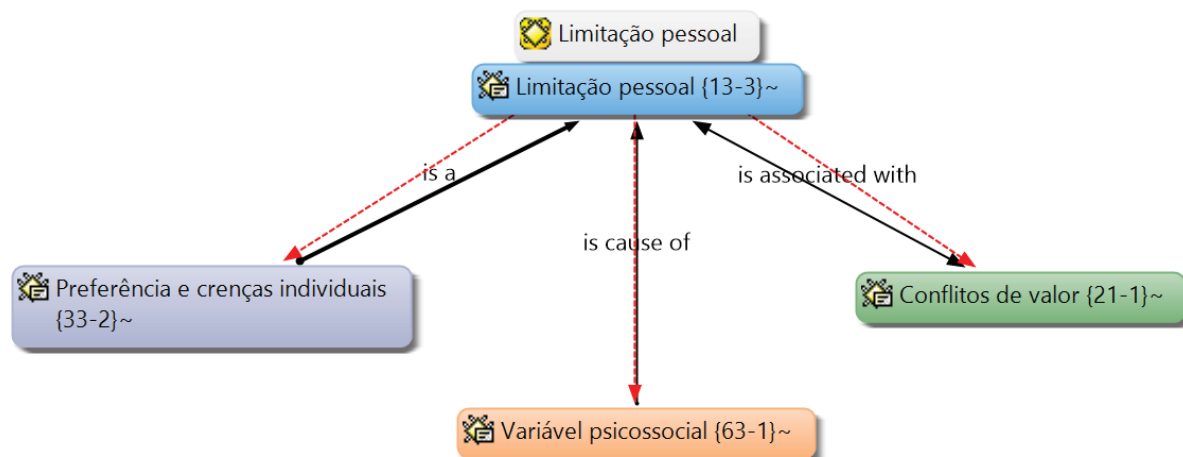 Limitação pessoal
Limitação pessoal {13-3}~
is a
is associated with
is cause of
Preferência e crenças individuais
{33-2}~
Conflitos de valor {21-1}~
Variável psicossocial {63-1}~